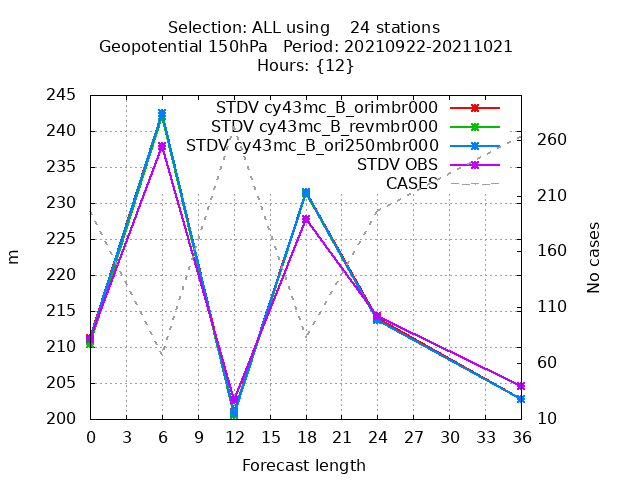 Selection: ALL using    24 stations
Geopotential 150hPa   Period: 20210922-20211021
Hours: {12}
STDV cy43mc_B_orimbr000
STDV cy43mc_B_revmbr000
STDV cy43mc_B_ori250mbr000
STDV OBS
CASES
245
240
235
230
225
220
215
210
205
200
m
260
210
160
110
60
10
No cases
0 3 6 9 12 15 18 21 24 27 30 33 36
Forecast length